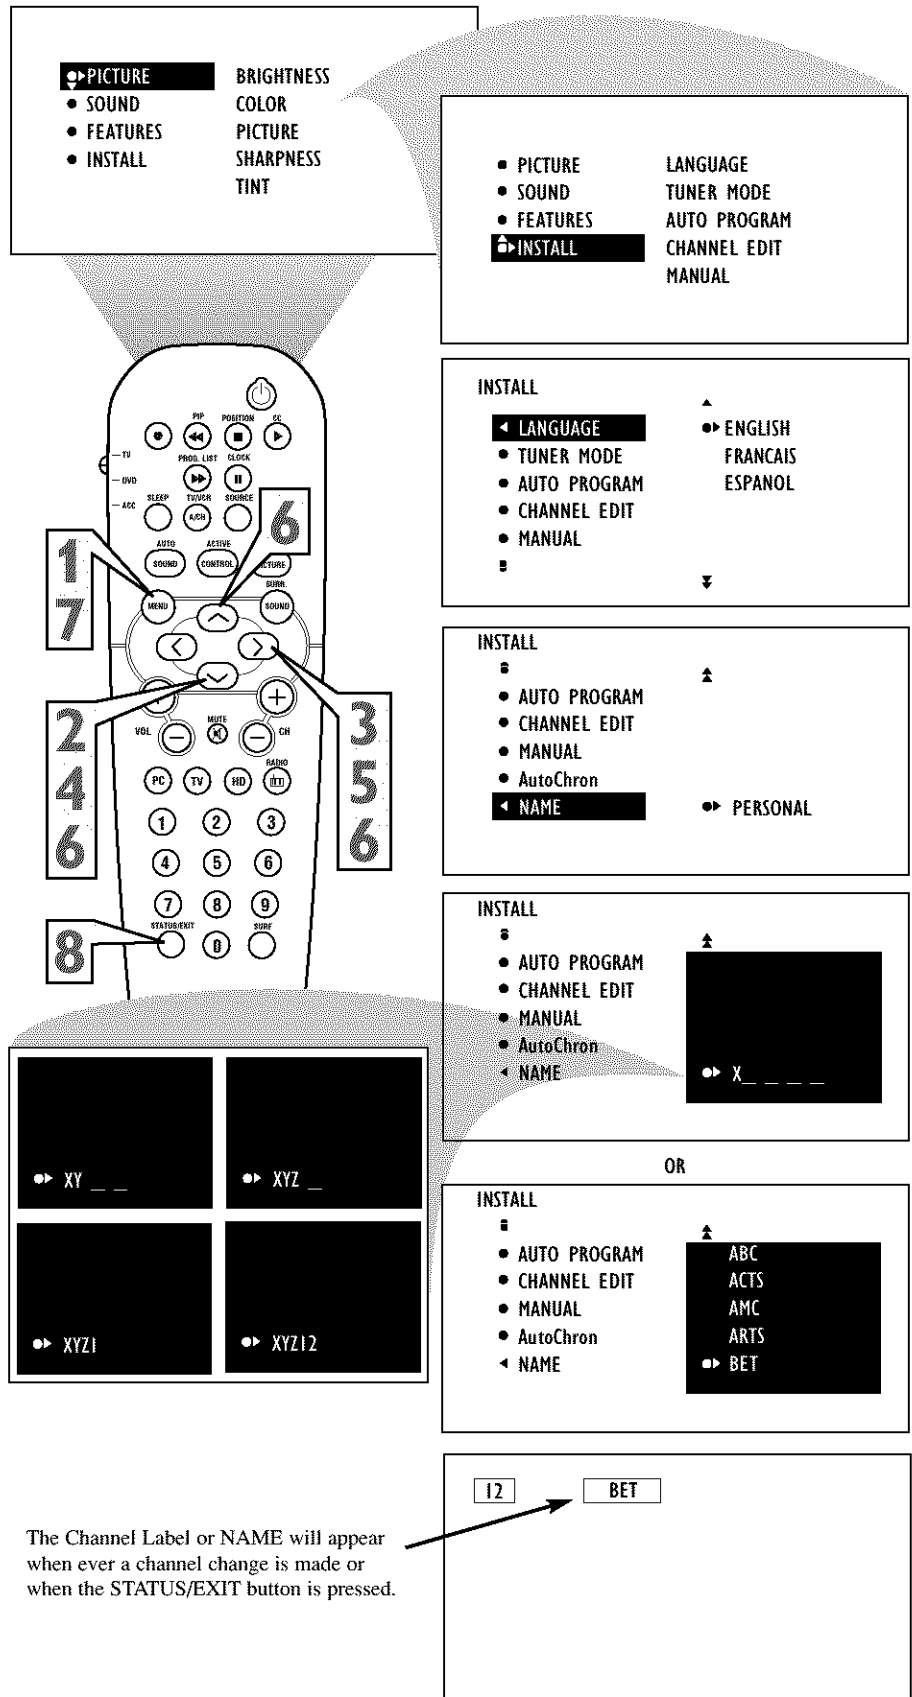 PICTURE BRIGHTNESS
SOUND COLOR
FEATURES PICTURE
INSTALL SHARPNESS
TINT
PICTURE LANGUAGE
SOUND TUNER MODE
FEATURES AUTO PROGRAM
INSTALL CHANNEL EDIT
MANUAL
INSTALL
LANGUAGE ENGLISH
TUNER MODE FRANCAIS
AUTO PROGRAM ESPANOL
CHANNEL EDIT
MANUAL
PIP POSITION CC
TV
PROG. LIST CLOCK
DVD
ACC SLEEP TV/VCR SOURCE
A/CH
6
AUTO ACTIVE
SOUND CONTROL
1
7
SURR.
MENU SOUND
2
4
6
3
5
6
VOL MUTE CH
RADIO
PC TV HD
1 2 3
4 5 6
7 8 9
STATUS/EXIT SURF
0
8
INSTALL
AUTO PROGRAM
CHANNEL EDIT
MANUAL
AutoChron
NAME PERSONAL
INSTALL
AUTO PROGRAM
CHANNEL EDIT
MANUAL
AutoChron
NAME X_ _ _ _
XY _ _ XYZ _
XYZ1 XYZ12
OR
INSTALL
AUTO PROGRAM ABC
CHANNEL EDIT ACTS
MANUAL AMC
AutoChron ARTS
NAME BET
12 BET
The Channel Label or NAME will appear
when ever a channel change is made or
when the STATUS/EXIT button is pressed.